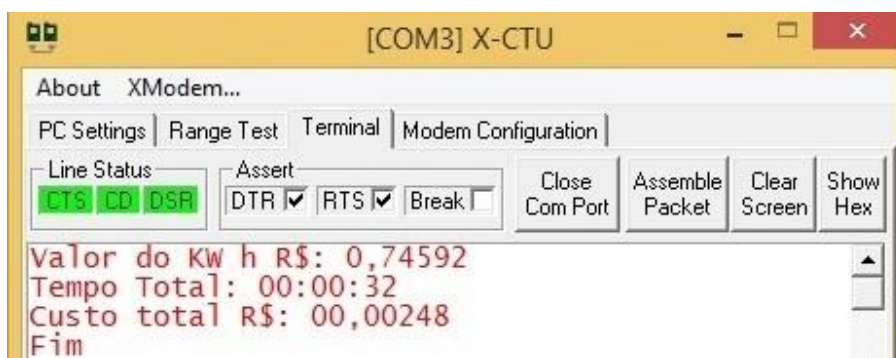 [COM3] X-CTU
About XModem...
PC Settings Range Test Terminal Modem Configuration
Line Status Assert
CTS CD DSR DTR RTS Break
Close Com Port
Assemble Packet
Clear Screen
Show Hex
Valor do KW h R$: 0,74592
Tempo Total: 00:00:32
Custo total R$: 00,00248
Fim